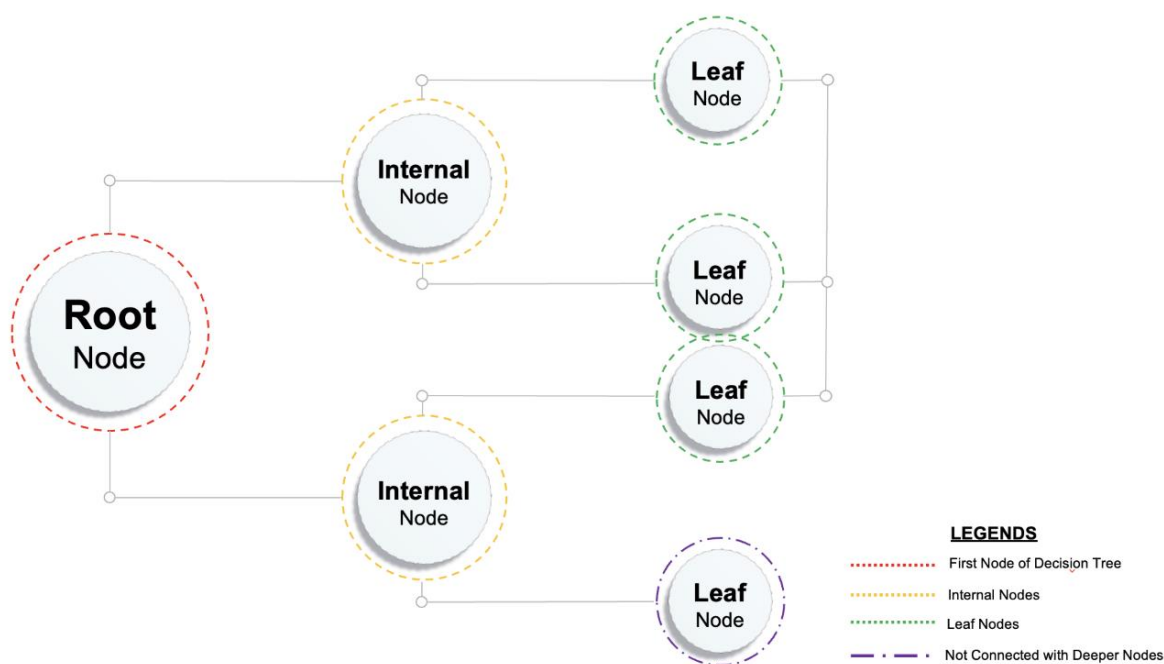 Leaf
Node
Internal
Node
Leaf
Node
Root
Node
Leaf
Node
Internal
Node
Leaf
Node
LEGENDS
First Node of Decision Tree
Internal Nodes
Leaf Nodes
Not Connected with Deeper Nodes